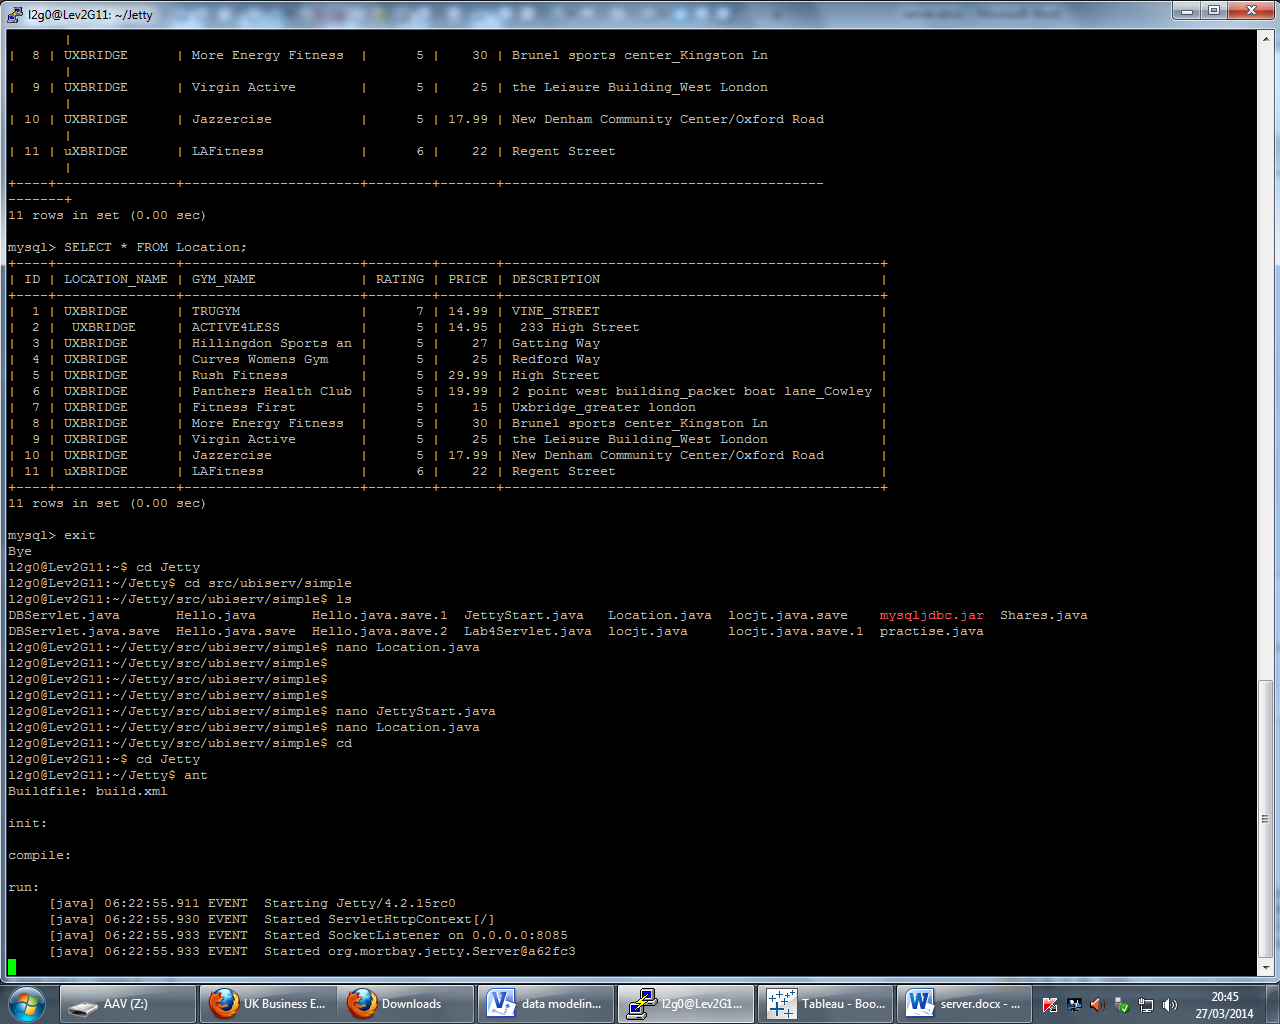 l2g0@Lev2G11: ~/Jetty
|
|  8 | UXBRIDGE      | More Energy Fitness  |      5 |    30 | Brunel sports center_Kingston Ln
|
|  9 | UXBRIDGE      | Virgin Active        |      5 |    25 | the Leisure Building_West London
|
| 10 | UXBRIDGE      | Jazzercise           |      5 | 17.99 | New Denham Community Center/Oxford Road
|
| 11 | uXBRIDGE      | LAFitness            |      6 |    22 | Regent Street
|
+----+---------------+----------------------+--------+-------+----------------------------------------
-------+
11 rows in set (0.00 sec)
mysql> SELECT * FROM Location;
+----+---------------+----------------------+--------+-------+-----------------------------------------------+
| ID | LOCATION_NAME | GYM_NAME             | RATING | PRICE | DESCRIPTION                                   |
+----+---------------+----------------------+--------+-------+-----------------------------------------------+
|  1 | UXBRIDGE      | TRUGYM               |      7 | 14.99 | VINE_STREET                                   |
|  2 |  UXBRIDGE     | ACTIVE4LESS          |      5 | 14.95 |  233 High Street                              |
|  3 | UXBRIDGE      | Hillingdon Sports an |      5 |    27 | Gatting Way                                   |
|  4 | UXBRIDGE      | Curves Womens Gym    |      5 |    25 | Redford Way                                   |
|  5 | UXBRIDGE      | Rush Fitness         |      5 | 29.99 | High Street                                   |
|  6 | UXBRIDGE      | Panthers Health Club |      5 | 19.99 | 2 point west building_packet boat lane_Cowley |
|  7 | UXBRIDGE      | Fitness First        |      5 |    15 | Uxbridge_greater london                       |
|  8 | UXBRIDGE      | More Energy Fitness  |      5 |    30 | Brunel sports center_Kingston Ln              |
|  9 | UXBRIDGE      | Virgin Active        |      5 |    25 | the Leisure Building_West London              |
| 10 | UXBRIDGE      | Jazzercise           |      5 | 17.99 | New Denham Community Center/Oxford Road       |
| 11 | uXBRIDGE      | LAFitness            |      6 |    22 | Regent Street                                 |
+----+---------------+----------------------+--------+-------+-----------------------------------------------+
11 rows in set (0.00 sec)
mysql> exit
Bye
l2g0@Lev2G11:~$ cd Jetty
l2g0@Lev2G11:~/Jetty$ cd src/ubiserv/simple
l2g0@Lev2G11:~/Jetty/src/ubiserv/simple$ ls
DBServlet.java       Hello.java       Hello.java.save.1  JettyStart.java   Location.java  locjt.java.save    mysqljdbc.jar  Shares.java
DBServlet.java.save  Hello.java.save  Hello.java.save.2  Lab4Servlet.java  locjt.java     locjt.java.save.1  practise.java
l2g0@Lev2G11:~/Jetty/src/ubiserv/simple$ nano Location.java
l2g0@Lev2G11:~/Jetty/src/ubiserv/simple$
l2g0@Lev2G11:~/Jetty/src/ubiserv/simple$
l2g0@Lev2G11:~/Jetty/src/ubiserv/simple$
l2g0@Lev2G11:~/Jetty/src/ubiserv/simple$ nano JettyStart.java
l2g0@Lev2G11:~/Jetty/src/ubiserv/simple$ nano Location.java
l2g0@Lev2G11:~/Jetty/src/ubiserv/simple$ cd
l2g0@Lev2G11:~$ cd Jetty
l2g0@Lev2G11:~/Jetty$ ant
Buildfile: build.xml
init:
compile:
run:
[java] 06:22:55.911 EVENT  Starting Jetty/4.2.15rc0
[java] 06:22:55.930 EVENT  Started ServletHttpContext[/]
[java] 06:22:55.933 EVENT  Started SocketListener on 0.0.0.0:8085
[java] 06:22:55.933 EVENT  Started org.mortbay.jetty.Server@a62fc3
AAV (Z:)
UK Business E...
Downloads
data modelin...
l2g0@Lev2G1...
Tableau - Boo...
server.docx - ...
20:45
27/03/2014